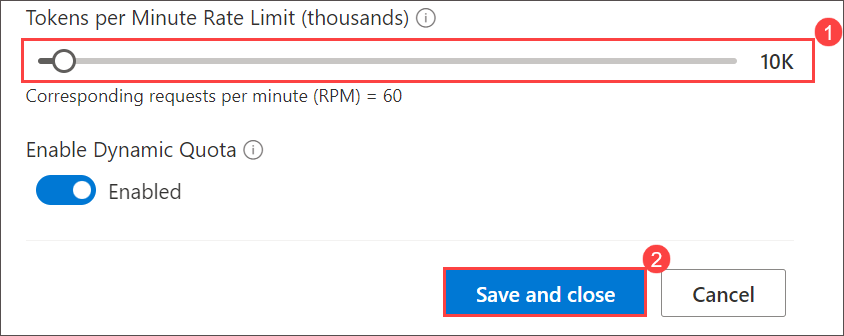 Tokens per Minute Rate Limit (thousands)
1
10K
Corresponding requests per minute (RPM) = 60
Enable Dynamic Quota
Enabled
2
Save and close
Cancel